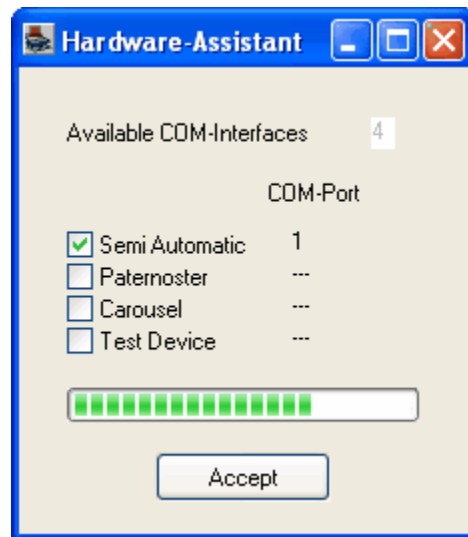 Hardware-Assistant
Available COM-Interfaces 4
COM-Port
Semi Automatic 1
Paternoster ---
Carousel ---
Test Device ---
Accept